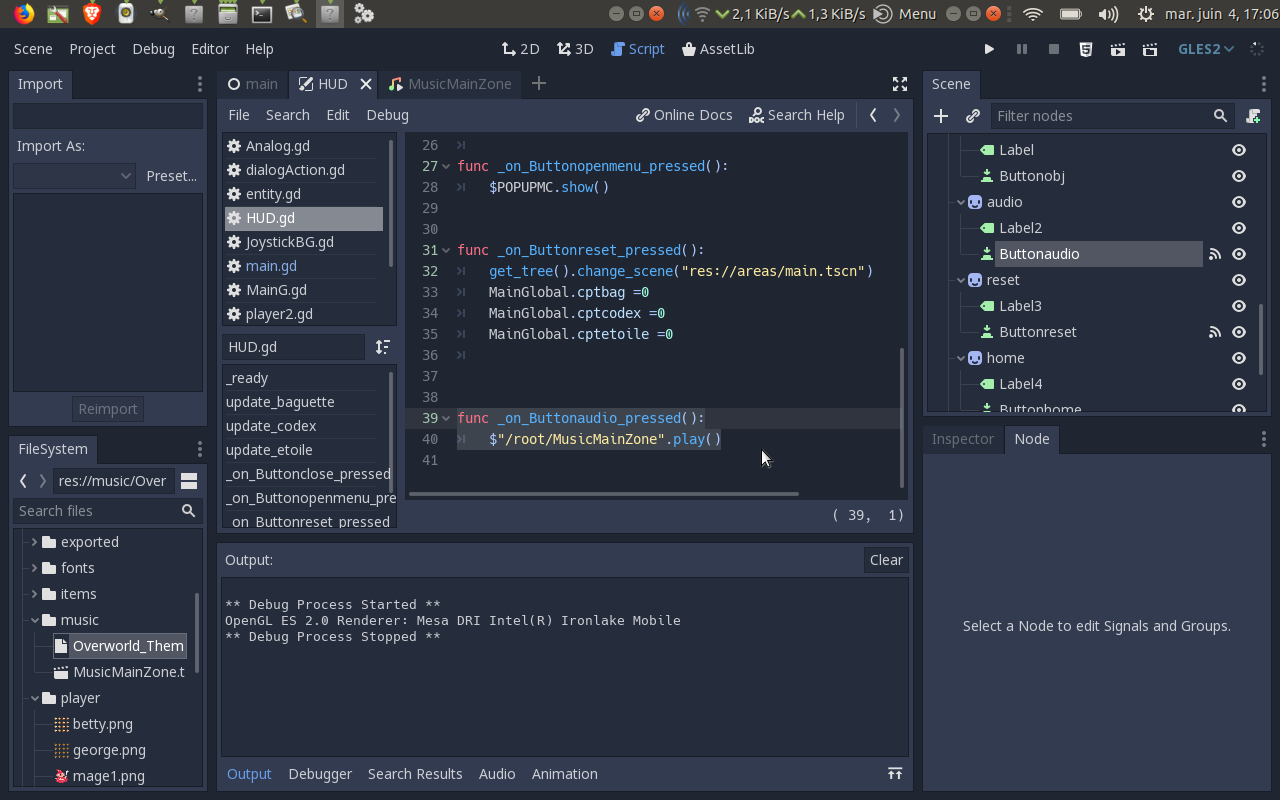 2,1 KiB/s 1,3 KiB/s Menu mar. juin 4, 17:06
Scene Project Debug Editor Help 2D 3D Script AssetLib GLES2
Import
Import As:
Preset...
Reimport
FileSystem
res://music/Over
Search files
exported
fonts
items
music
Overworld_Them
MusicMainZone.t
player
betty.png
george.png
mage1.png
main HUD MusicMainZone
File Search Edit Debug Online Docs Search Help
Analog.gd
dialogAction.gd
entity.gd
HUD.gd
JoystickBG.gd
main.gd
MainG.gd
player2.gd
HUD.gd
_ready
update_baguette
update_codex
update_etoile
_on_Buttonclose_pressed
_on_Buttonopenmenu_pre
_on_Buttonreset_pressed
26
27 func _on_Buttonopenmenu_pressed():
28 $POPUPMC.show()
29
30
31 func _on_Buttonreset_pressed():
32 get_tree().change_scene("res://areas/main.tscn")
33 MainGlobal.cptbag =0
34 MainGlobal.cptcodex =0
35 MainGlobal.cptetoile =0
36
37
38
39 func _on_Buttonaudio_pressed():
40 $"/root/MusicMainZone".play()
41
( 39, 1)
Output: Clear
** Debug Process Started **
OpenGL ES 2.0 Renderer: Mesa DRI Intel(R) Ironlake Mobile
** Debug Process Stopped **
Output Debugger Search Results Audio Animation
Scene
Filter nodes
Label
Buttonobj
audio
Label2
Buttonaudio
reset
Label3
Buttonreset
home
Label4
Buttonhome
Inspector Node
Select a Node to edit Signals and Groups.